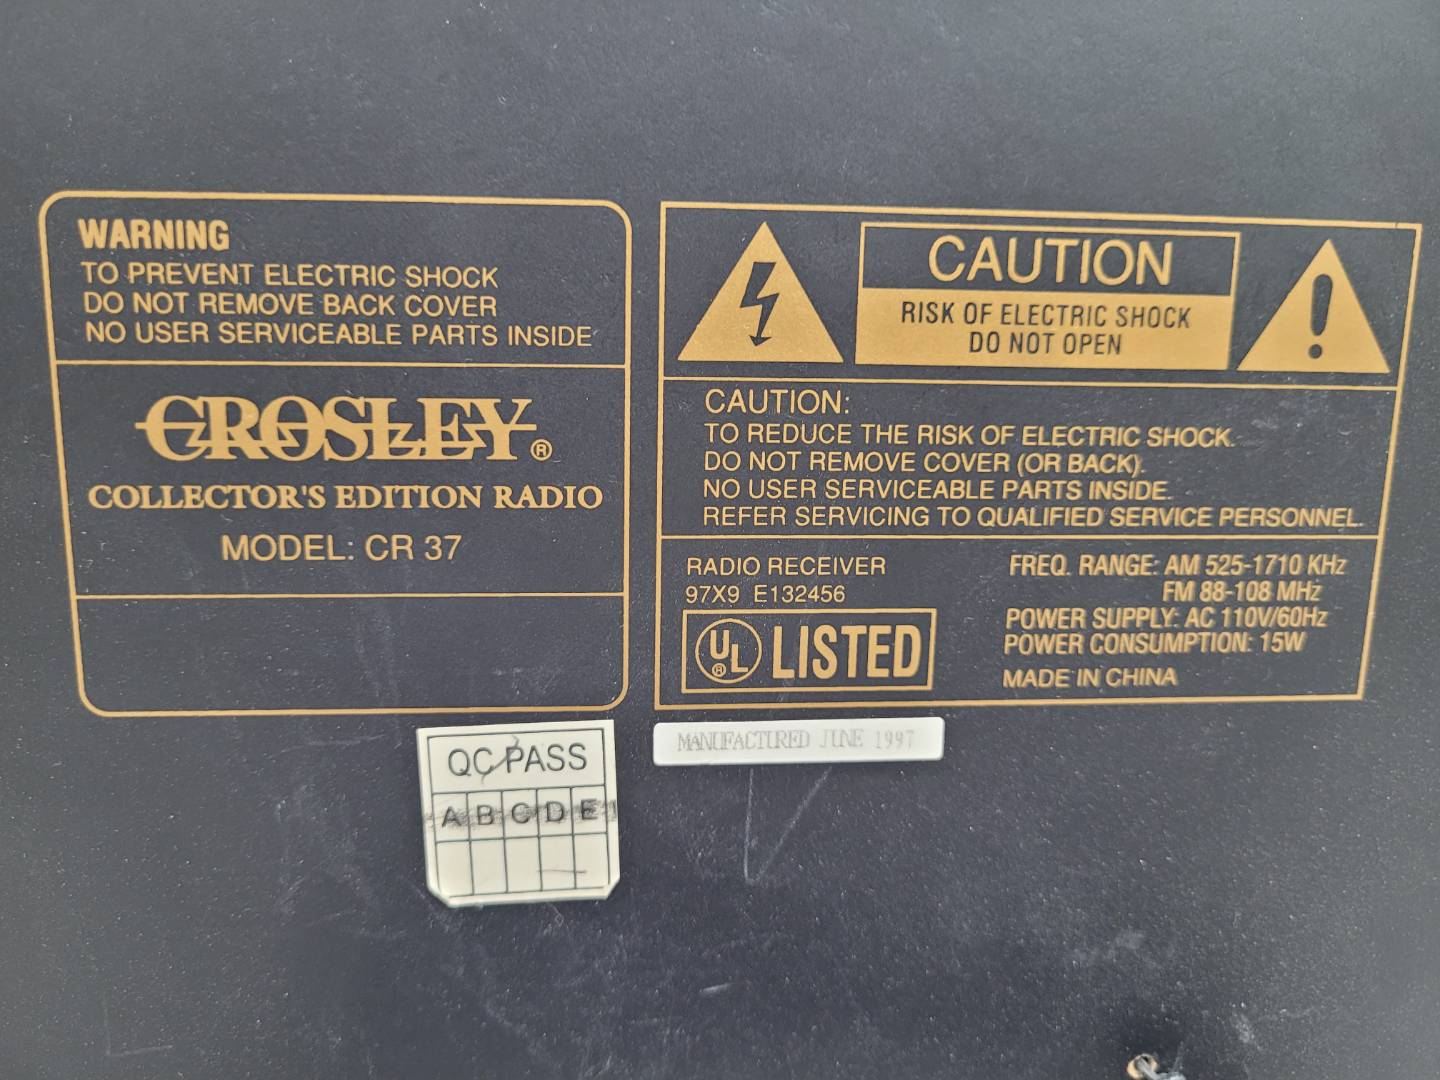 WARNING
TO PREVENT ELECTRIC SHOCK
DO NOT REMOVE BACK COVER
NO USER SERVICEABLE PARTS INSIDE
CROSLEY®
COLLECTOR'S EDITION RADIO
MODEL: CR 37
CAUTION
RISK OF ELECTRIC SHOCK
DO NOT OPEN
CAUTION:
TO REDUCE THE RISK OF ELECTRIC SHOCK.
DO NOT REMOVE COVER (OR BACK).
NO USER SERVICEABLE PARTS INSIDE.
REFER SERVICING TO QUALIFIED SERVICE PERSONNEL.
RADIO RECEIVER
97X9 E132456
UL® LISTED
FREQ. RANGE: AM 525-1710 KHz
FM 88-108 MHz
POWER SUPPLY: AC 110V/60Hz
POWER CONSUMPTION: 15W
MADE IN CHINA
QC PASS
A B C D E
MANUFACTURED JUNE 1997